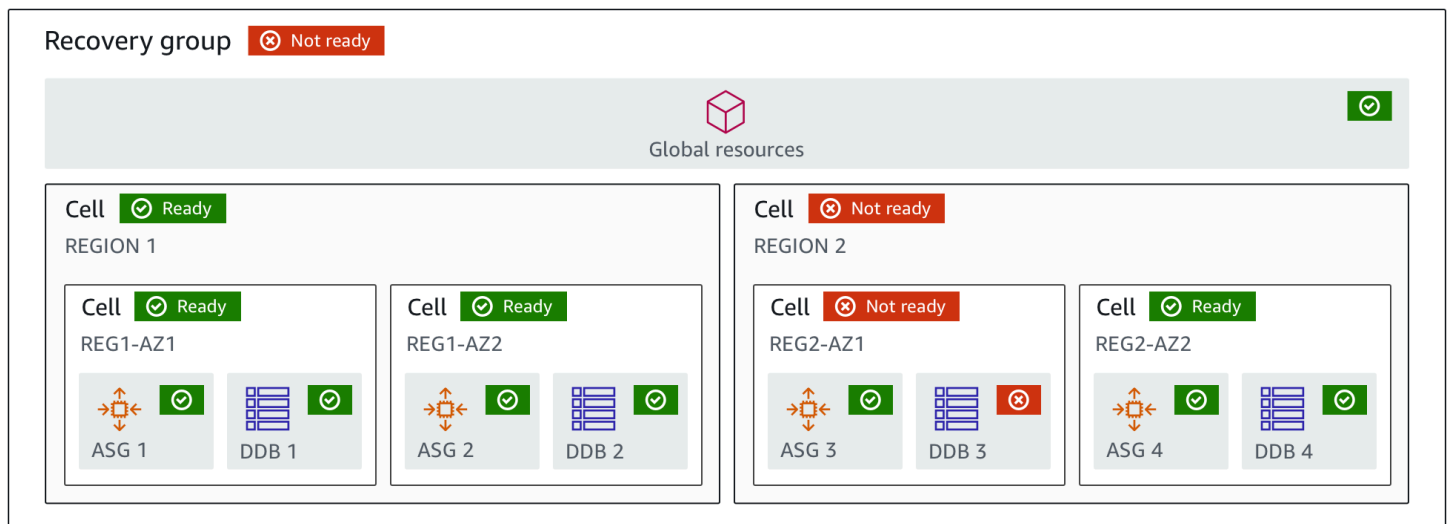 Recovery group Not ready
Global resources
Cell Ready
REGION 1
Cell Ready
REG1-AZ1
ASG 1
DDB 1
Cell Ready
REG1-AZ2
ASG 2
DDB 2
Cell Not ready
REGION 2
Cell Not ready
REG2-AZ1
ASG 3
DDB 3
Cell Ready
REG2-AZ2
ASG 4
DDB 4